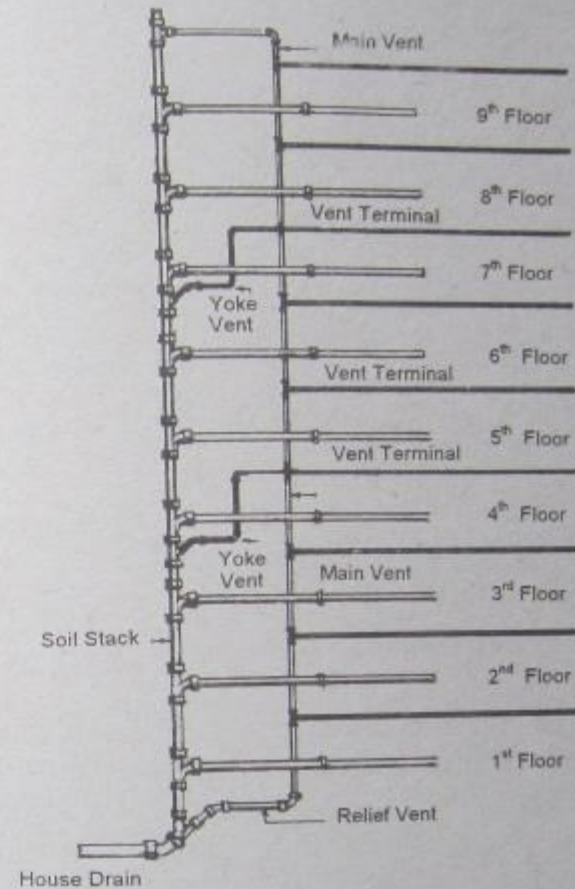 Main Vent
9th Floor
8th Floor
Vent Terminal
7th Floor
Yoke
Vent
6th Floor
Vent Terminal
5th Floor
Vent Terminal
4th Floor
Yoke
Vent
Main Vent
3rd Floor
Soil Stack
2nd Floor
1st Floor
Relief Vent
House Drain